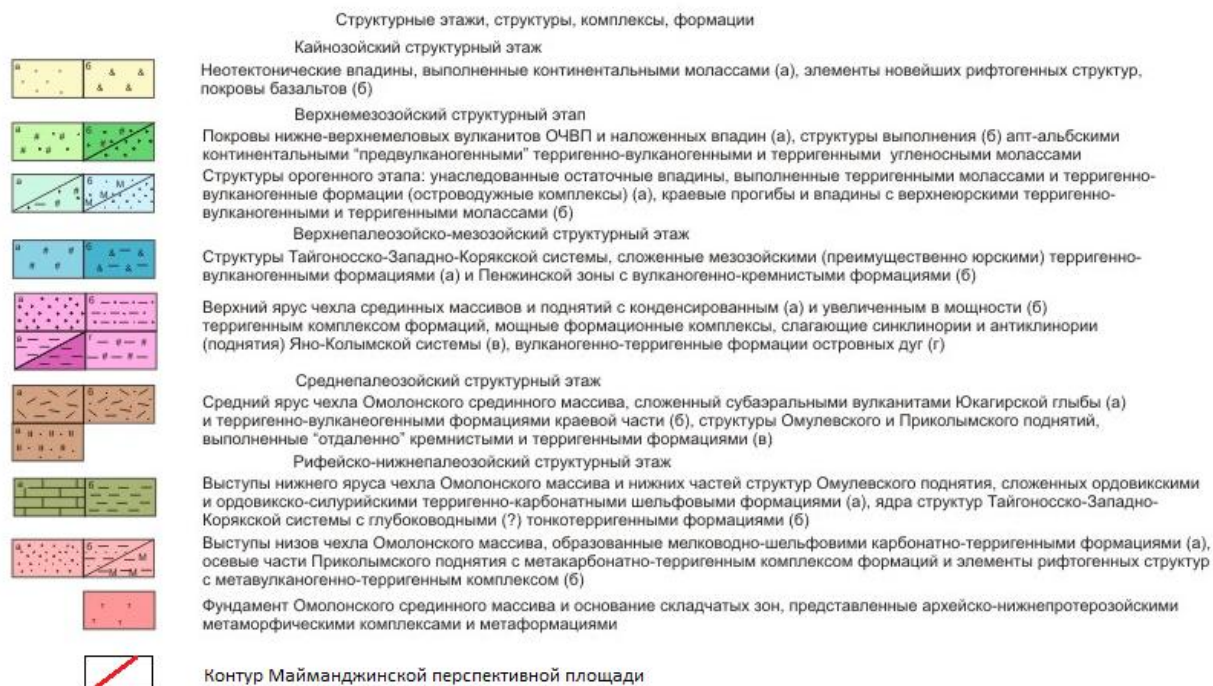 Структурные этажи, структуры, комплексы, формации
Кайнозойский структурный этаж
а б
Неотектонические впадины, выполненные континентальными молассами (а), элементы новейших рифтогенных структур,
покровы базальтов (б)
Верхнемезозойский структурный этап
а б
Покровы нижне-верхнемеловых вулканитов ОЧВП и наложенных впадин (а), структуры выполнения (б) апт-альбскими
континентальными “предвулканогенными” терригенно-вулканогенными и терригенными угленосными молассами
а б М М М
Структуры орогенного этапа: унаследованные остаточные впадины, выполненные терригенными молассами и терригенно-
вулканогенные формации (островодужные комплексы) (а), краевые прогибы и впадины с верхнеюрскими терригенно-
вулканогенными и терригенными молассами (б)
Верхнепалеозойско-мезозойский структурный этаж
а б
Структуры Тайгоносско-Западно-Корякской системы, сложенные мезозойскими (преимущественно юрскими) терригенно-
вулканогенными формациями (а) и Пенжинской зоны с вулканогенно-кремнистыми формациями (б)
а б
Верхний ярус чехла срединных массивов и поднятий с конденсированным (а) и увеличенным в мощности (б)
терригенным комплексом формаций, мощные формационные комплексы, слагающие синклинории и антиклинории
в г
(поднятия) Яно-Колымской системы (в), вулканогенно-терригенные формации островных дуг (г)
Среднепалеозойский структурный этаж
а б
Средний ярус чехла Омолонского срединного массива, сложенный субаэральными вулканитами Юкагирской глыбы (а)
и терригенно-вулканеогенными формациями краевой части (б), структуры Омулевского и Приколымского поднятий,
выполненные “отдаленно” кремнистыми и терригенными формациями (в)
Рифейско-нижнепалеозойский структурный этаж
а б
Выступы нижнего яруса чехла Омолонского массива и нижних частей структур Омулевского поднятия, сложенных ордовикскими
и ордовикско-силурийскими терригенно-карбонатными шельфовыми формациями (а), ядра структур Тайгоносско-Западно-
Корякской системы с глубоководными (?) тонкотерригенными формациями (б)
а б М М М
Выступы низов чехла Омолонского массива, образованные мелководно-шельфовими карбонатно-терригенными формациями (а),
осевые части Приколымского поднятия с метакарбонатно-терригенным комплексом формаций и элементы рифтогенных структур
с метавулканогенно-терригенным комплексом (б)
Фундамент Омолонского срединного массива и основание складчатых зон, представленные архейско-нижнепротерозойскими
метаморфическими комплексами и метаформациями
Контур Майманджинской перспективной площади